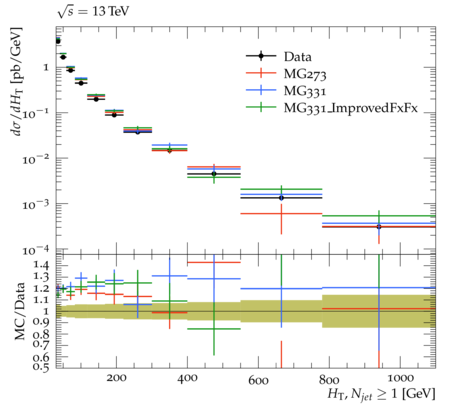 √s = 13 TeV
dσ/dH_T [pb/GeV]
Data
MG273
MG331
MG331_ImprovedFxFx
1
10⁻¹
10⁻²
10⁻³
10⁻⁴
MC/Data
1.4
1.3
1.2
1.1
1
0.9
0.8
0.7
0.6
0.5
200 400 600 800 1000
H_T, N_jet ≥ 1 [GeV]